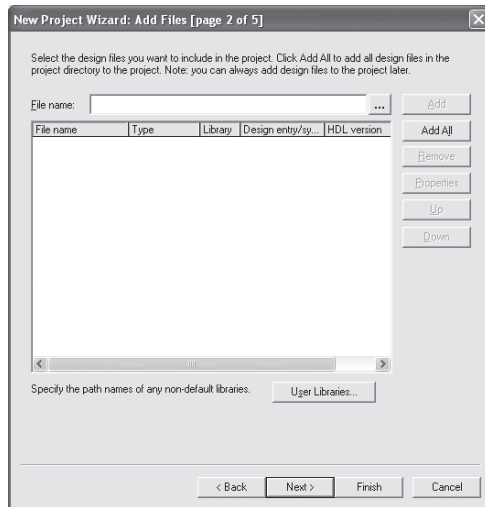 New Project Wizard: Add Files [page 2 of 5]
Select the design files you want to include in the project. Click Add All to add all design files in the
project directory to the project. Note: you can always add design files to the project later.
File name: ... Add
File name Type Library Design entry/sy... HDL version Add All
Remove
Properties
Up
Down
Specify the path names of any non-default libraries. User Libraries...
< Back Next > Finish Cancel